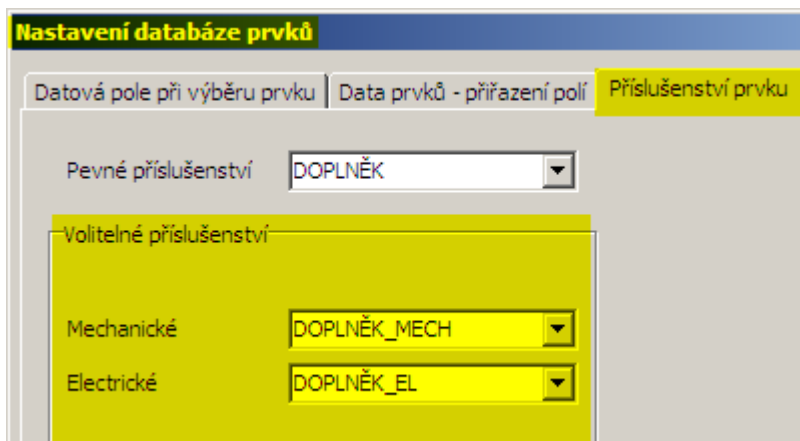 Nastavení databáze prvků
Datová pole při výběru prvku Data prvků - přiřazení polí Příslušenství prvku
Pevné příslušenství DOPLNĚK
Volitelné příslušenství
Mechanické DOPLNĚK_MECH
Electrické DOPLNĚK_EL